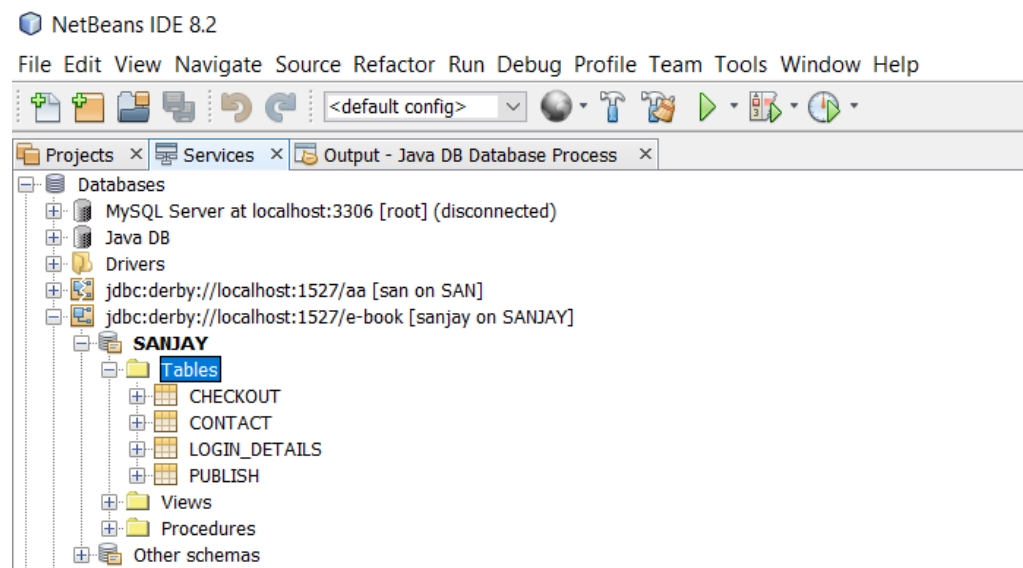 NetBeans IDE 8.2
File Edit View Navigate Source Refactor Run Debug Profile Team Tools Window Help
<default config>
Projects × Services × Output - Java DB Database Process ×
Databases
MySQL Server at localhost:3306 [root] (disconnected)
Java DB
Drivers
jdbc:derby://localhost:1527/aa [san on SAN]
jdbc:derby://localhost:1527/e-book [sanjay on SANJAY]
SANJAY
Tables
CHECKOUT
CONTACT
LOGIN_DETAILS
PUBLISH
Views
Procedures
Other schemas